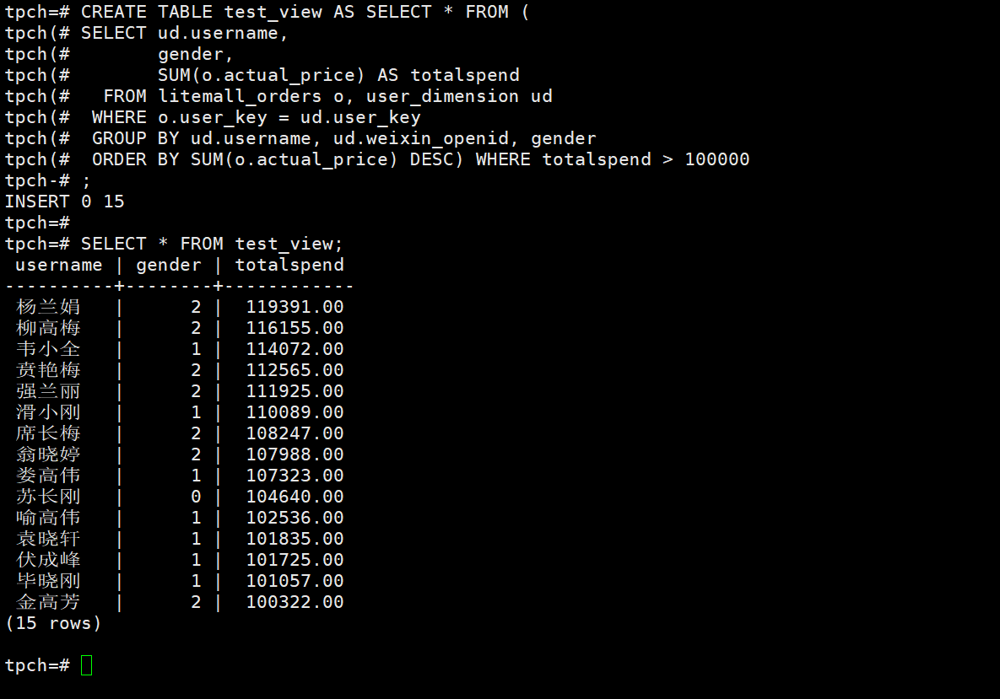 tpch=# CREATE TABLE test_view AS SELECT * FROM (
tpch(# SELECT ud.username,
tpch(#        gender,
tpch(#        SUM(o.actual_price) AS totalspend
tpch(#   FROM litemall_orders o, user_dimension ud
tpch(#  WHERE o.user_key = ud.user_key
tpch(#  GROUP BY ud.username, ud.weixin_openid, gender
tpch(#  ORDER BY SUM(o.actual_price) DESC) WHERE totalspend > 100000
tpch-# ;
INSERT 0 15
tpch=#
tpch=# SELECT * FROM test_view;
 username | gender | totalspend
----------+--------+------------
 杨兰娟   |      2 |  119391.00
 柳高梅   |      2 |  116155.00
 韦小全   |      1 |  114072.00
 贲艳梅   |      2 |  112565.00
 强兰丽   |      2 |  111925.00
 滑小刚   |      1 |  110089.00
 席长梅   |      2 |  108247.00
 翁晓婷   |      2 |  107988.00
 娄高伟   |      1 |  107323.00
 苏长刚   |      0 |  104640.00
 喻高伟   |      1 |  102536.00
 袁晓轩   |      1 |  101835.00
 伏成峰   |      1 |  101725.00
 毕晓刚   |      1 |  101057.00
 金高芳   |      2 |  100322.00
(15 rows)
tpch=#